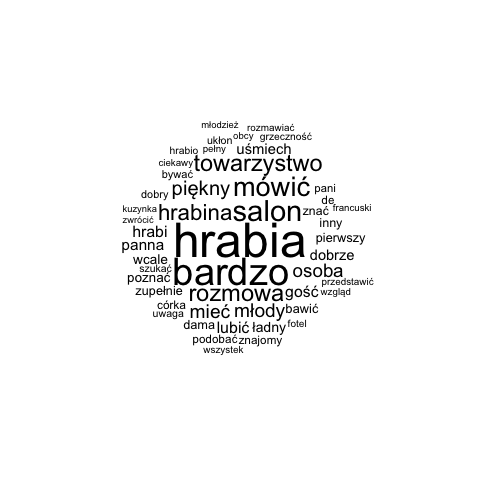 młodzież
rozmawiać
obcy
ukłon
grzeczność
hrabio
pełny
uśmiech
ciekawy
towarzystwo
bywać
piękny
mówić
pani
dobry
de
kuzynka
hrabina
salon
znać
francuski
zwrócić
inny
hrabi
hrabia
pierwszy
panna
wcale
dobrze
szukać
bardzo
osoba
poznać
przedstawić
zupełnie
rozmowa
gość
wzgląd
córka
mieć
młody
bawić
uwaga
dama
lubić
ładny
fotel
podobać
znajomy
wszystek